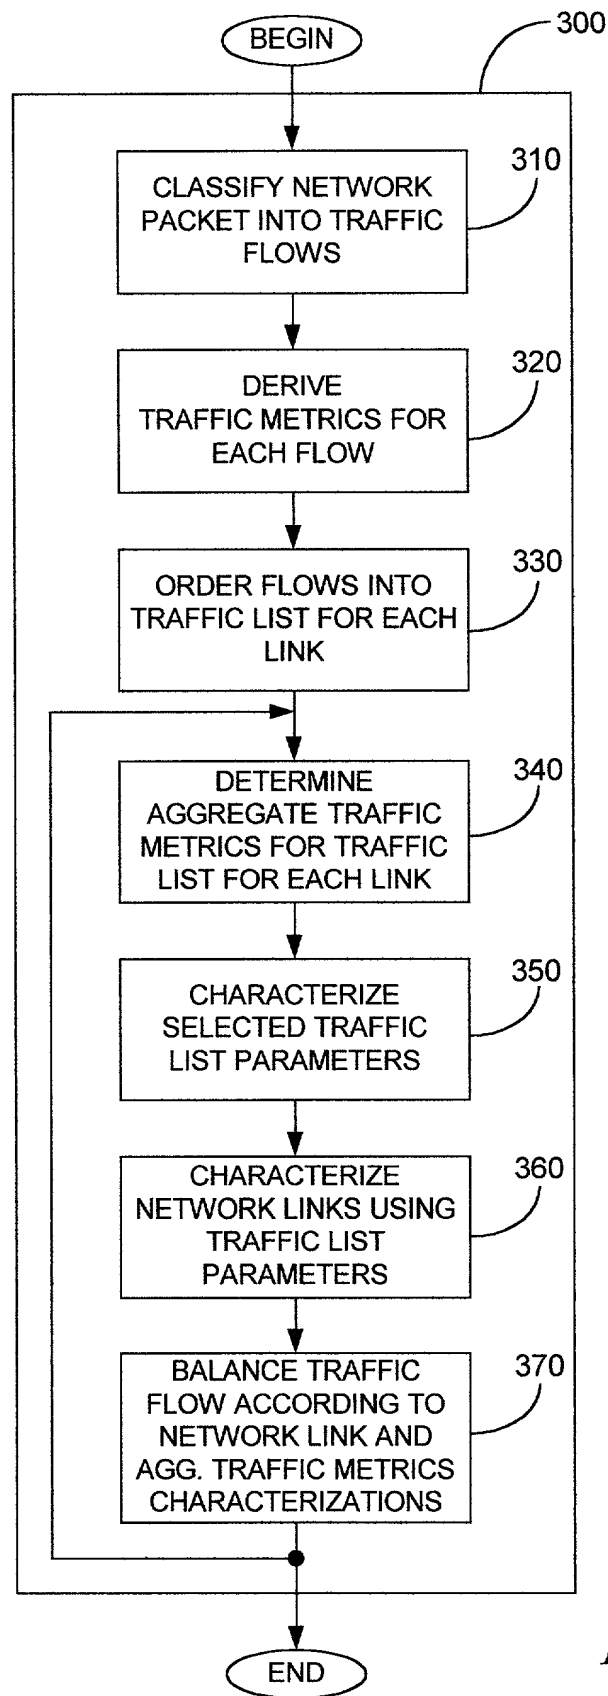 BEGIN
300
310
CLASSIFY NETWORK
PACKET INTO TRAFFIC
FLOWS
320
DERIVE
TRAFFIC METRICS FOR
EACH FLOW
330
ORDER FLOWS INTO
TRAFFIC LIST FOR EACH
LINK
340
DETERMINE
AGGREGATE TRAFFIC
METRICS FOR TRAFFIC
LIST FOR EACH LINK
350
CHARACTERIZE
SELECTED TRAFFIC
LIST PARAMETERS
360
CHARACTERIZE
NETWORK LINKS USING
TRAFFIC LIST
PARAMETERS
370
BALANCE TRAFFIC
FLOW ACCORDING TO
NETWORK LINK AND
AGG. TRAFFIC METRICS
CHARACTERIZATIONS
END